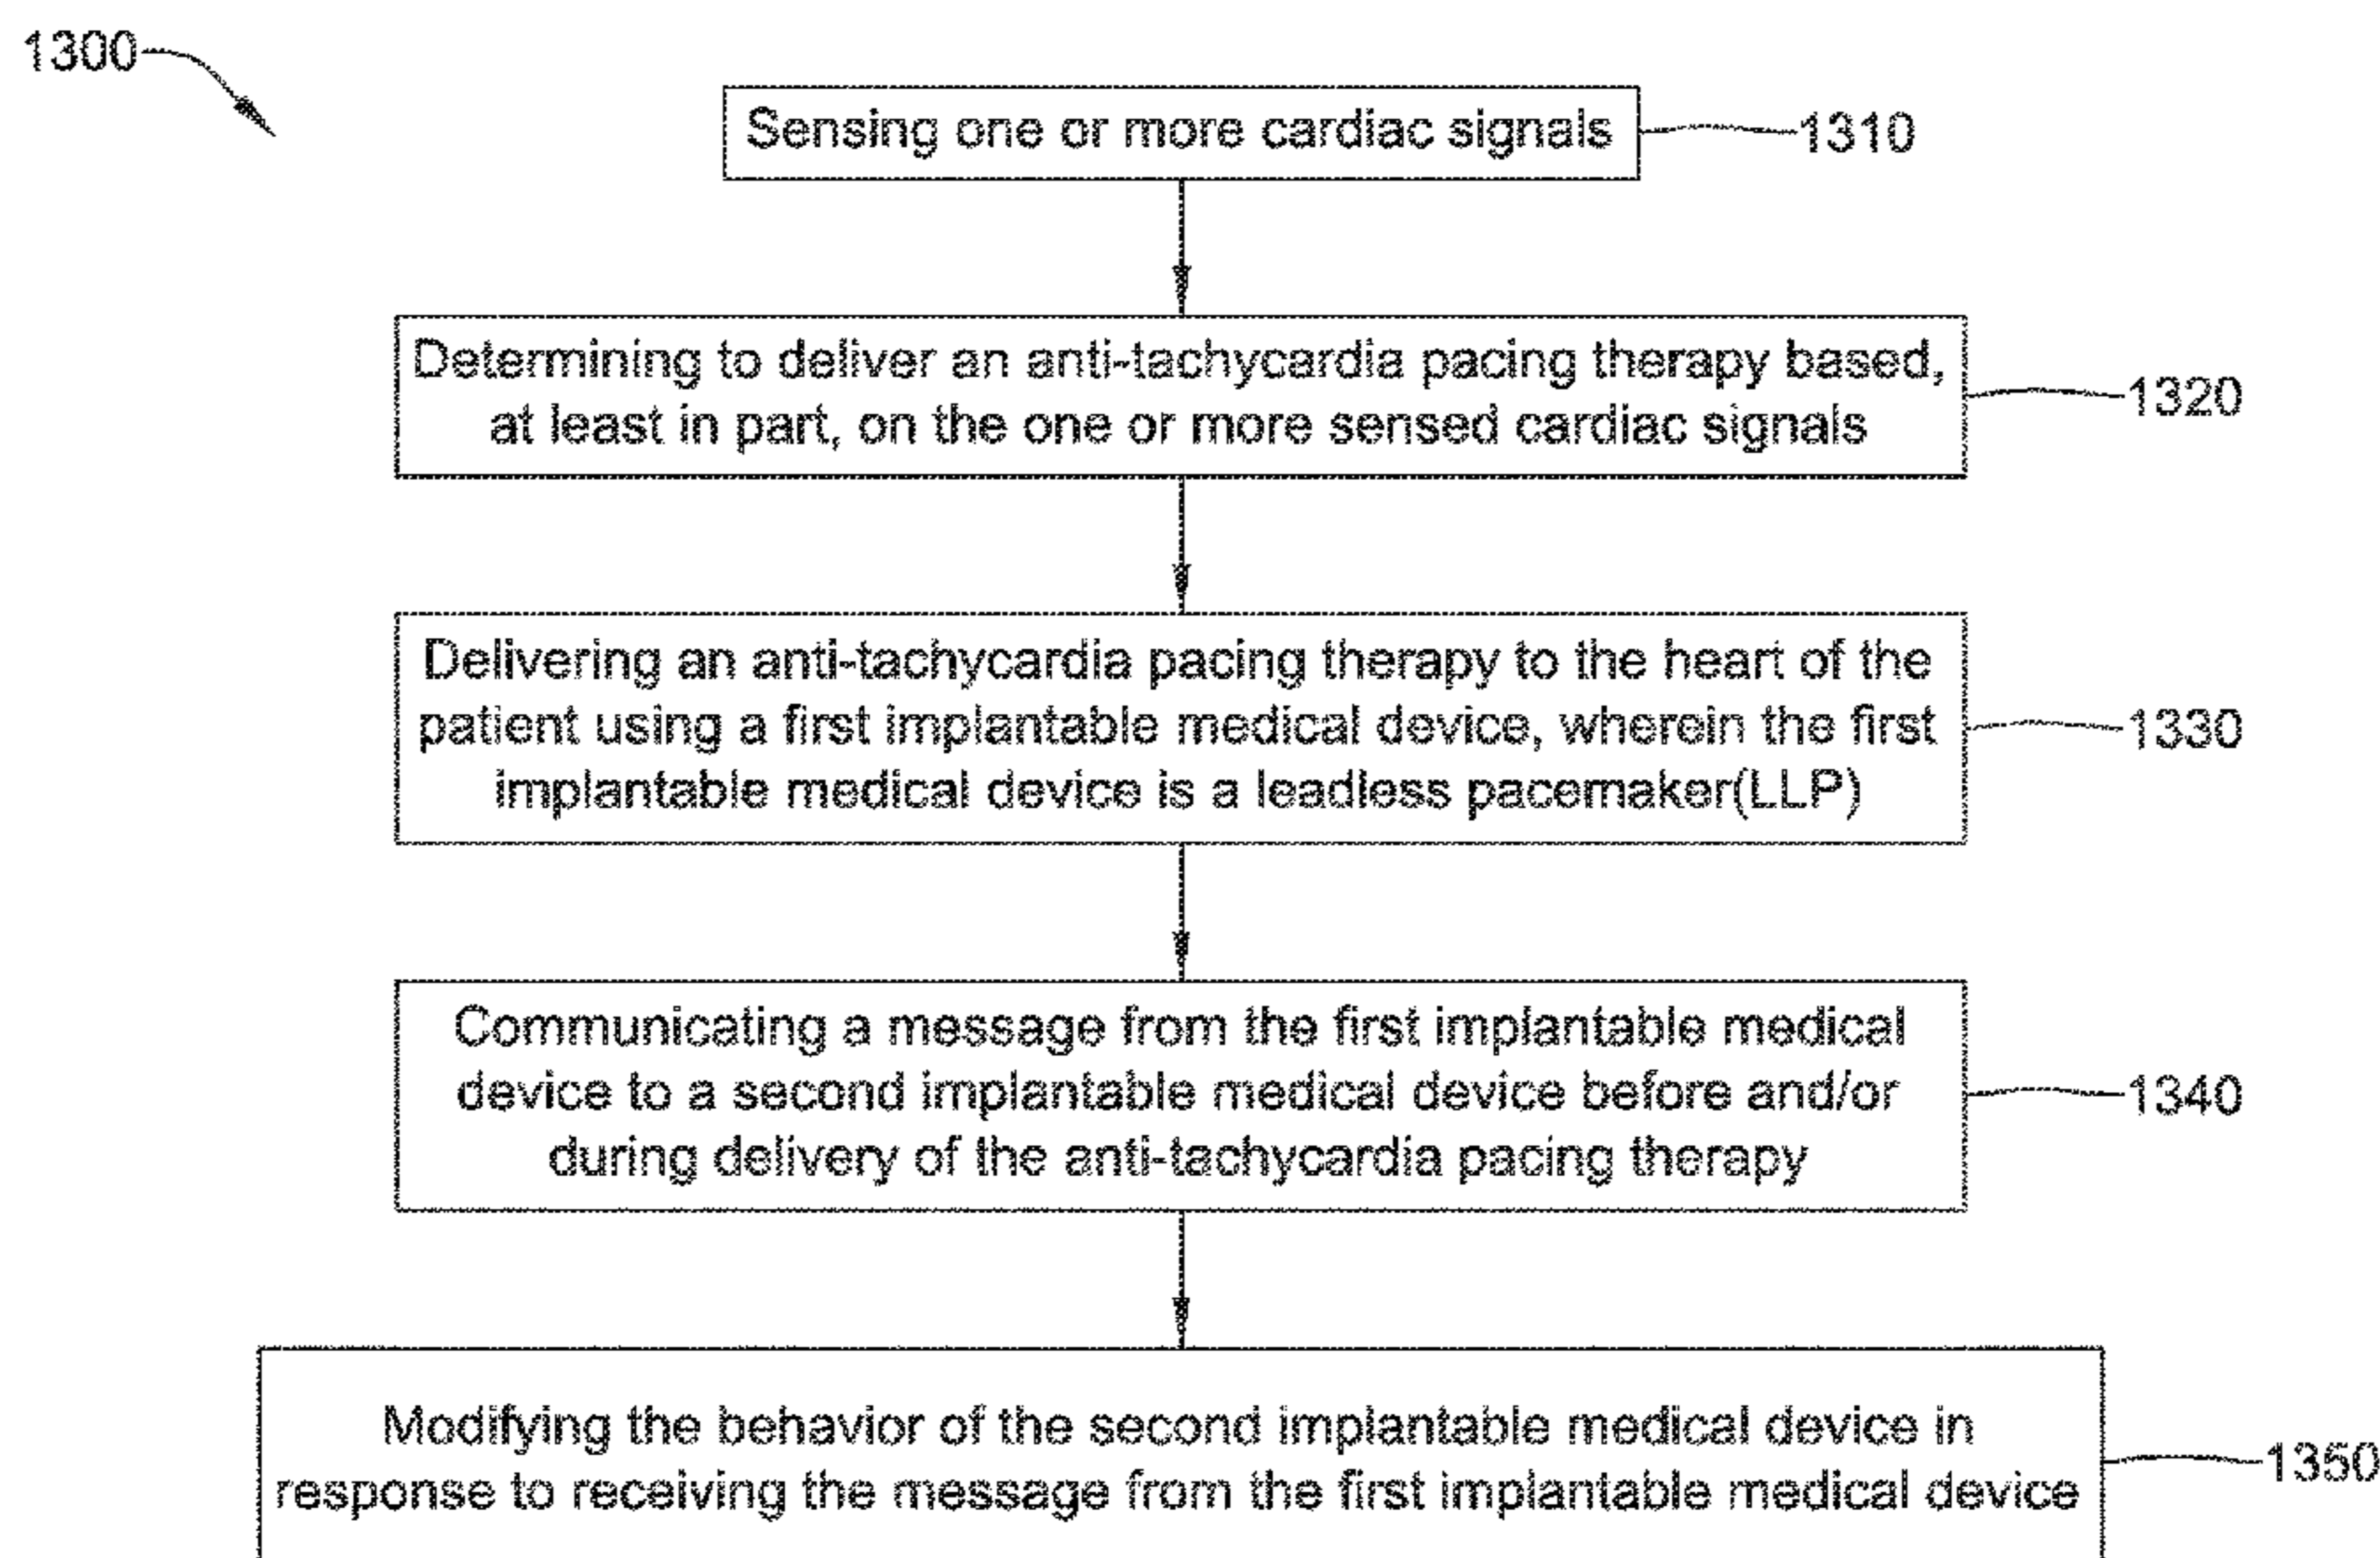 1300
Sensing one or more cardiac signals
1310
Determining to deliver an anti-tachycardia pacing therapy based,
at least in part, on the one or more sensed cardiac signals
1320
Delivering an anti-tachycardia pacing therapy to the heart of the
patient using a first implantable medical device, wherein the first
implantable medical device is a leadless pacemaker(LLP)
1330
Communicating a message from the first implantable medical
device to a second implantable medical device before and/or
during delivery of the anti-tachycardia pacing therapy
1340
Modifying the behavior of the second implantable medical device in
response to receiving the message from the first implantable medical device
1350